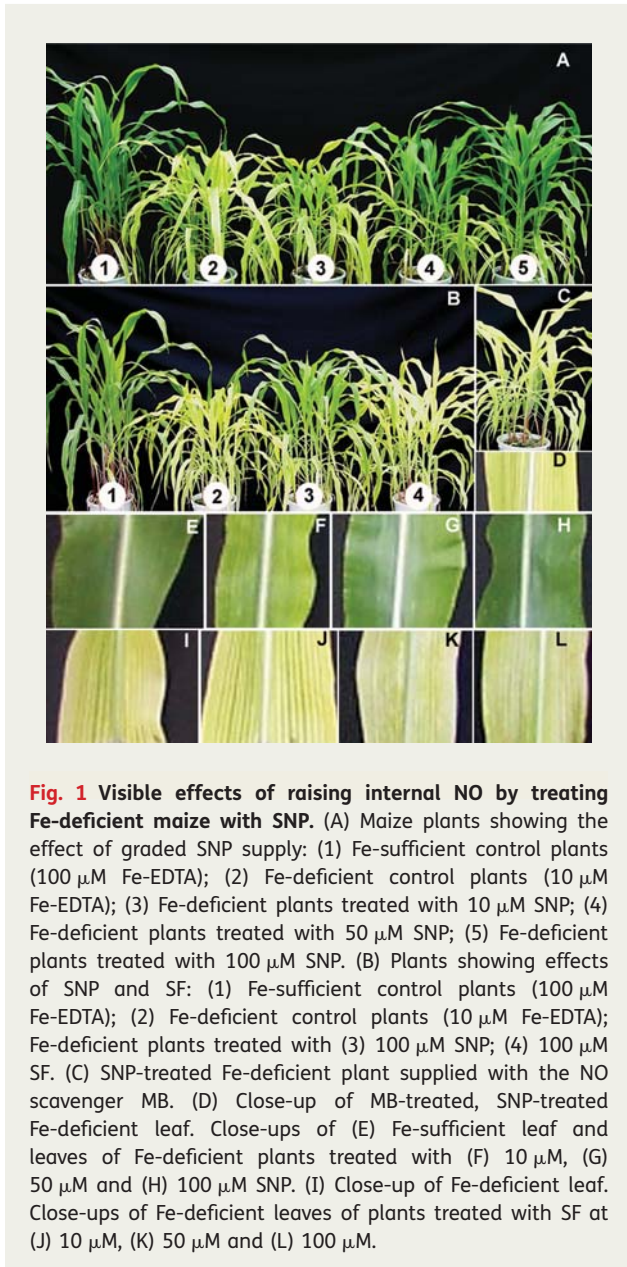 A
1 2 3 4 5
B C
1 2 3 4
D
E F G H
I J K L
Fig. 1 Visible effects of raising internal NO by treating
Fe-deficient maize with SNP. (A) Maize plants showing the
effect of graded SNP supply: (1) Fe-sufficient control plants
(100 μM Fe-EDTA); (2) Fe-deficient control plants (10 μM
Fe-EDTA); (3) Fe-deficient plants treated with 10 μM SNP; (4)
Fe-deficient plants treated with 50 μM SNP; (5) Fe-deficient
plants treated with 100 μM SNP. (B) Plants showing effects
of SNP and SF: (1) Fe-sufficient control plants (100 μM
Fe-EDTA); (2) Fe-deficient control plants (10 μM Fe-EDTA);
Fe-deficient plants treated with (3) 100 μM SNP; (4) 100 μM
SF. (C) SNP-treated Fe-deficient plant supplied with the NO
scavenger MB. (D) Close-up of MB-treated, SNP-treated
Fe-deficient leaf. Close-ups of (E) Fe-sufficient leaf and
leaves of Fe-deficient plants treated with (F) 10 μM, (G)
50 μM and (H) 100 μM SNP. (I) Close-up of Fe-deficient leaf.
Close-ups of Fe-deficient leaves of plants treated with SF at
(J) 10 μM, (K) 50 μM and (L) 100 μM.